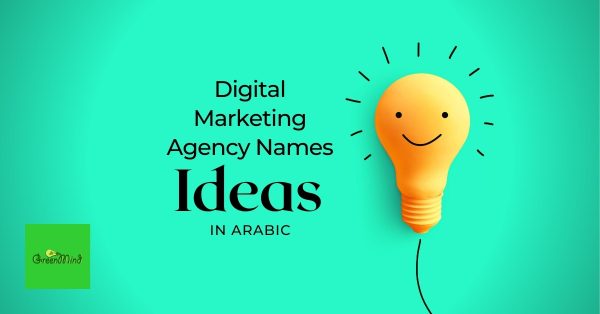 Digital
Marketing
Agency Names
Ideas
IN ARABIC
GreenMind